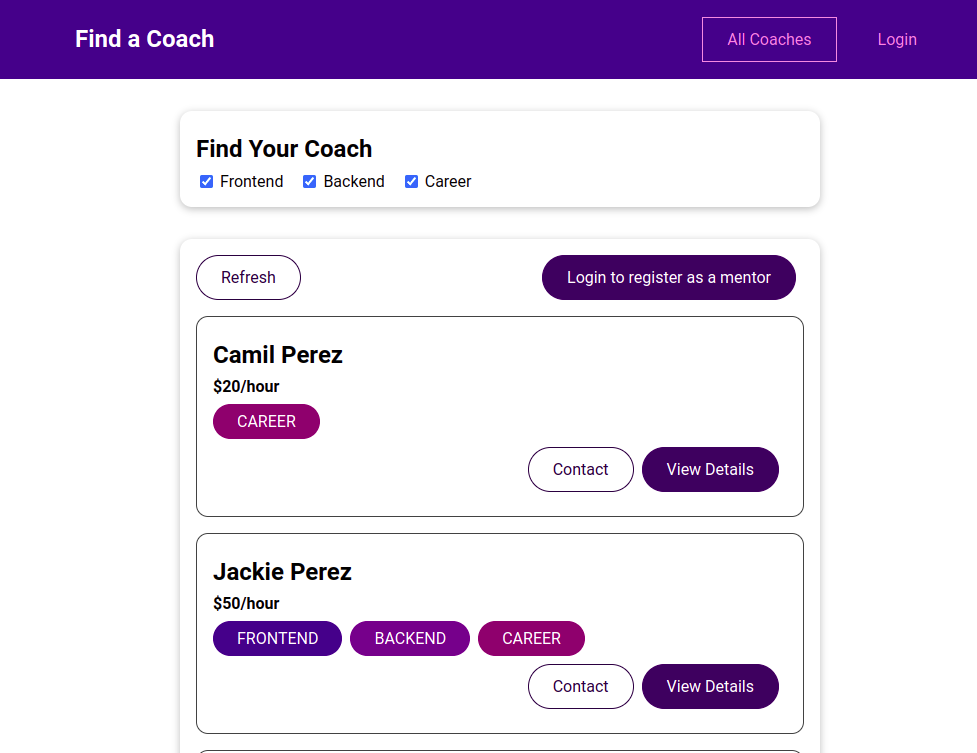 Find a Coach All Coaches Login
Find Your Coach
Frontend Backend Career
Refresh Login to register as a mentor
Camil Perez
$20/hour
CAREER
Contact View Details
Jackie Perez
$50/hour
FRONTEND BACKEND CAREER
Contact View Details